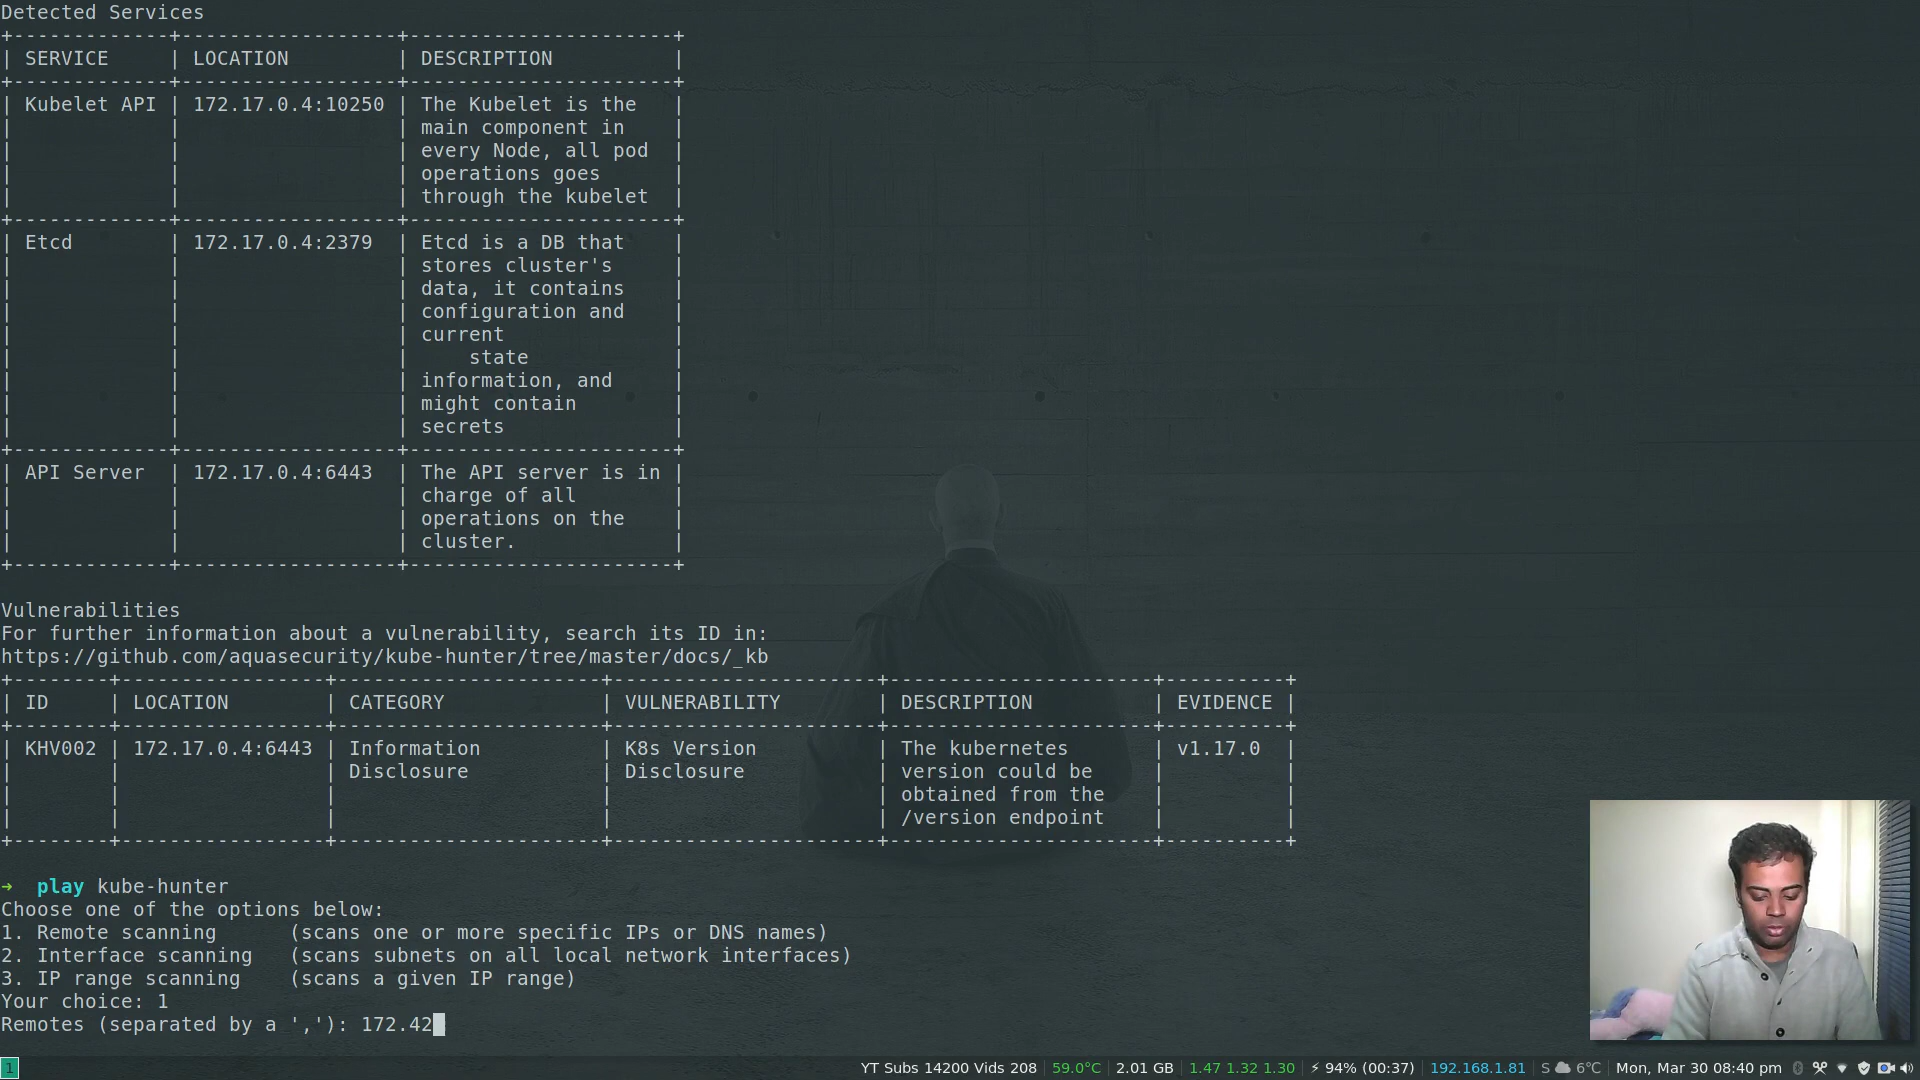 Detected Services
+-------------+------------------+----------------------+
| SERVICE     | LOCATION         | DESCRIPTION          |
+-------------+------------------+----------------------+
| Kubelet API | 172.17.0.4:10250 | The Kubelet is the   |
|             |                  | main component in    |
|             |                  | every Node, all pod  |
|             |                  | operations goes      |
|             |                  | through the kubelet  |
+-------------+------------------+----------------------+
| Etcd        | 172.17.0.4:2379  | Etcd is a DB that    |
|             |                  | stores cluster's     |
|             |                  | data, it contains    |
|             |                  | configuration and    |
|             |                  | current              |
|             |                  |     state            |
|             |                  | information, and     |
|             |                  | might contain        |
|             |                  | secrets              |
+-------------+------------------+----------------------+
| API Server  | 172.17.0.4:6443  | The API server is in |
|             |                  | charge of all        |
|             |                  | operations on the    |
|             |                  | cluster.             |
+-------------+------------------+----------------------+
Vulnerabilities
For further information about a vulnerability, search its ID in:
https://github.com/aquasecurity/kube-hunter/tree/master/docs/_kb
+--------+-----------------+----------------------+----------------------+----------------------+----------+
| ID     | LOCATION        | CATEGORY             | VULNERABILITY        | DESCRIPTION          | EVIDENCE |
+--------+-----------------+----------------------+----------------------+----------------------+----------+
| KHV002 | 172.17.0.4:6443 | Information          | K8s Version          | The kubernetes       | v1.17.0  |
|        |                 | Disclosure           | Disclosure           | version could be     |          |
|        |                 |                      |                      | obtained from the    |          |
|        |                 |                      |                      | /version endpoint    |          |
+--------+-----------------+----------------------+----------------------+----------------------+----------+
➜  play kube-hunter
Choose one of the options below:
1. Remote scanning      (scans one or more specific IPs or DNS names)
2. Interface scanning   (scans subnets on all local network interfaces)
3. IP range scanning    (scans a given IP range)
Your choice: 1
Remotes (separated by a ','): 172.42
1 YT Subs 14200 Vids 208 | 59.0°C | 2.01 GB | 1.47 1.32 1.30 | ⚡ 94% (00:37) | 192.168.1.81 | S ☁ 6℃ | Mon, Mar 30 08:40 pm